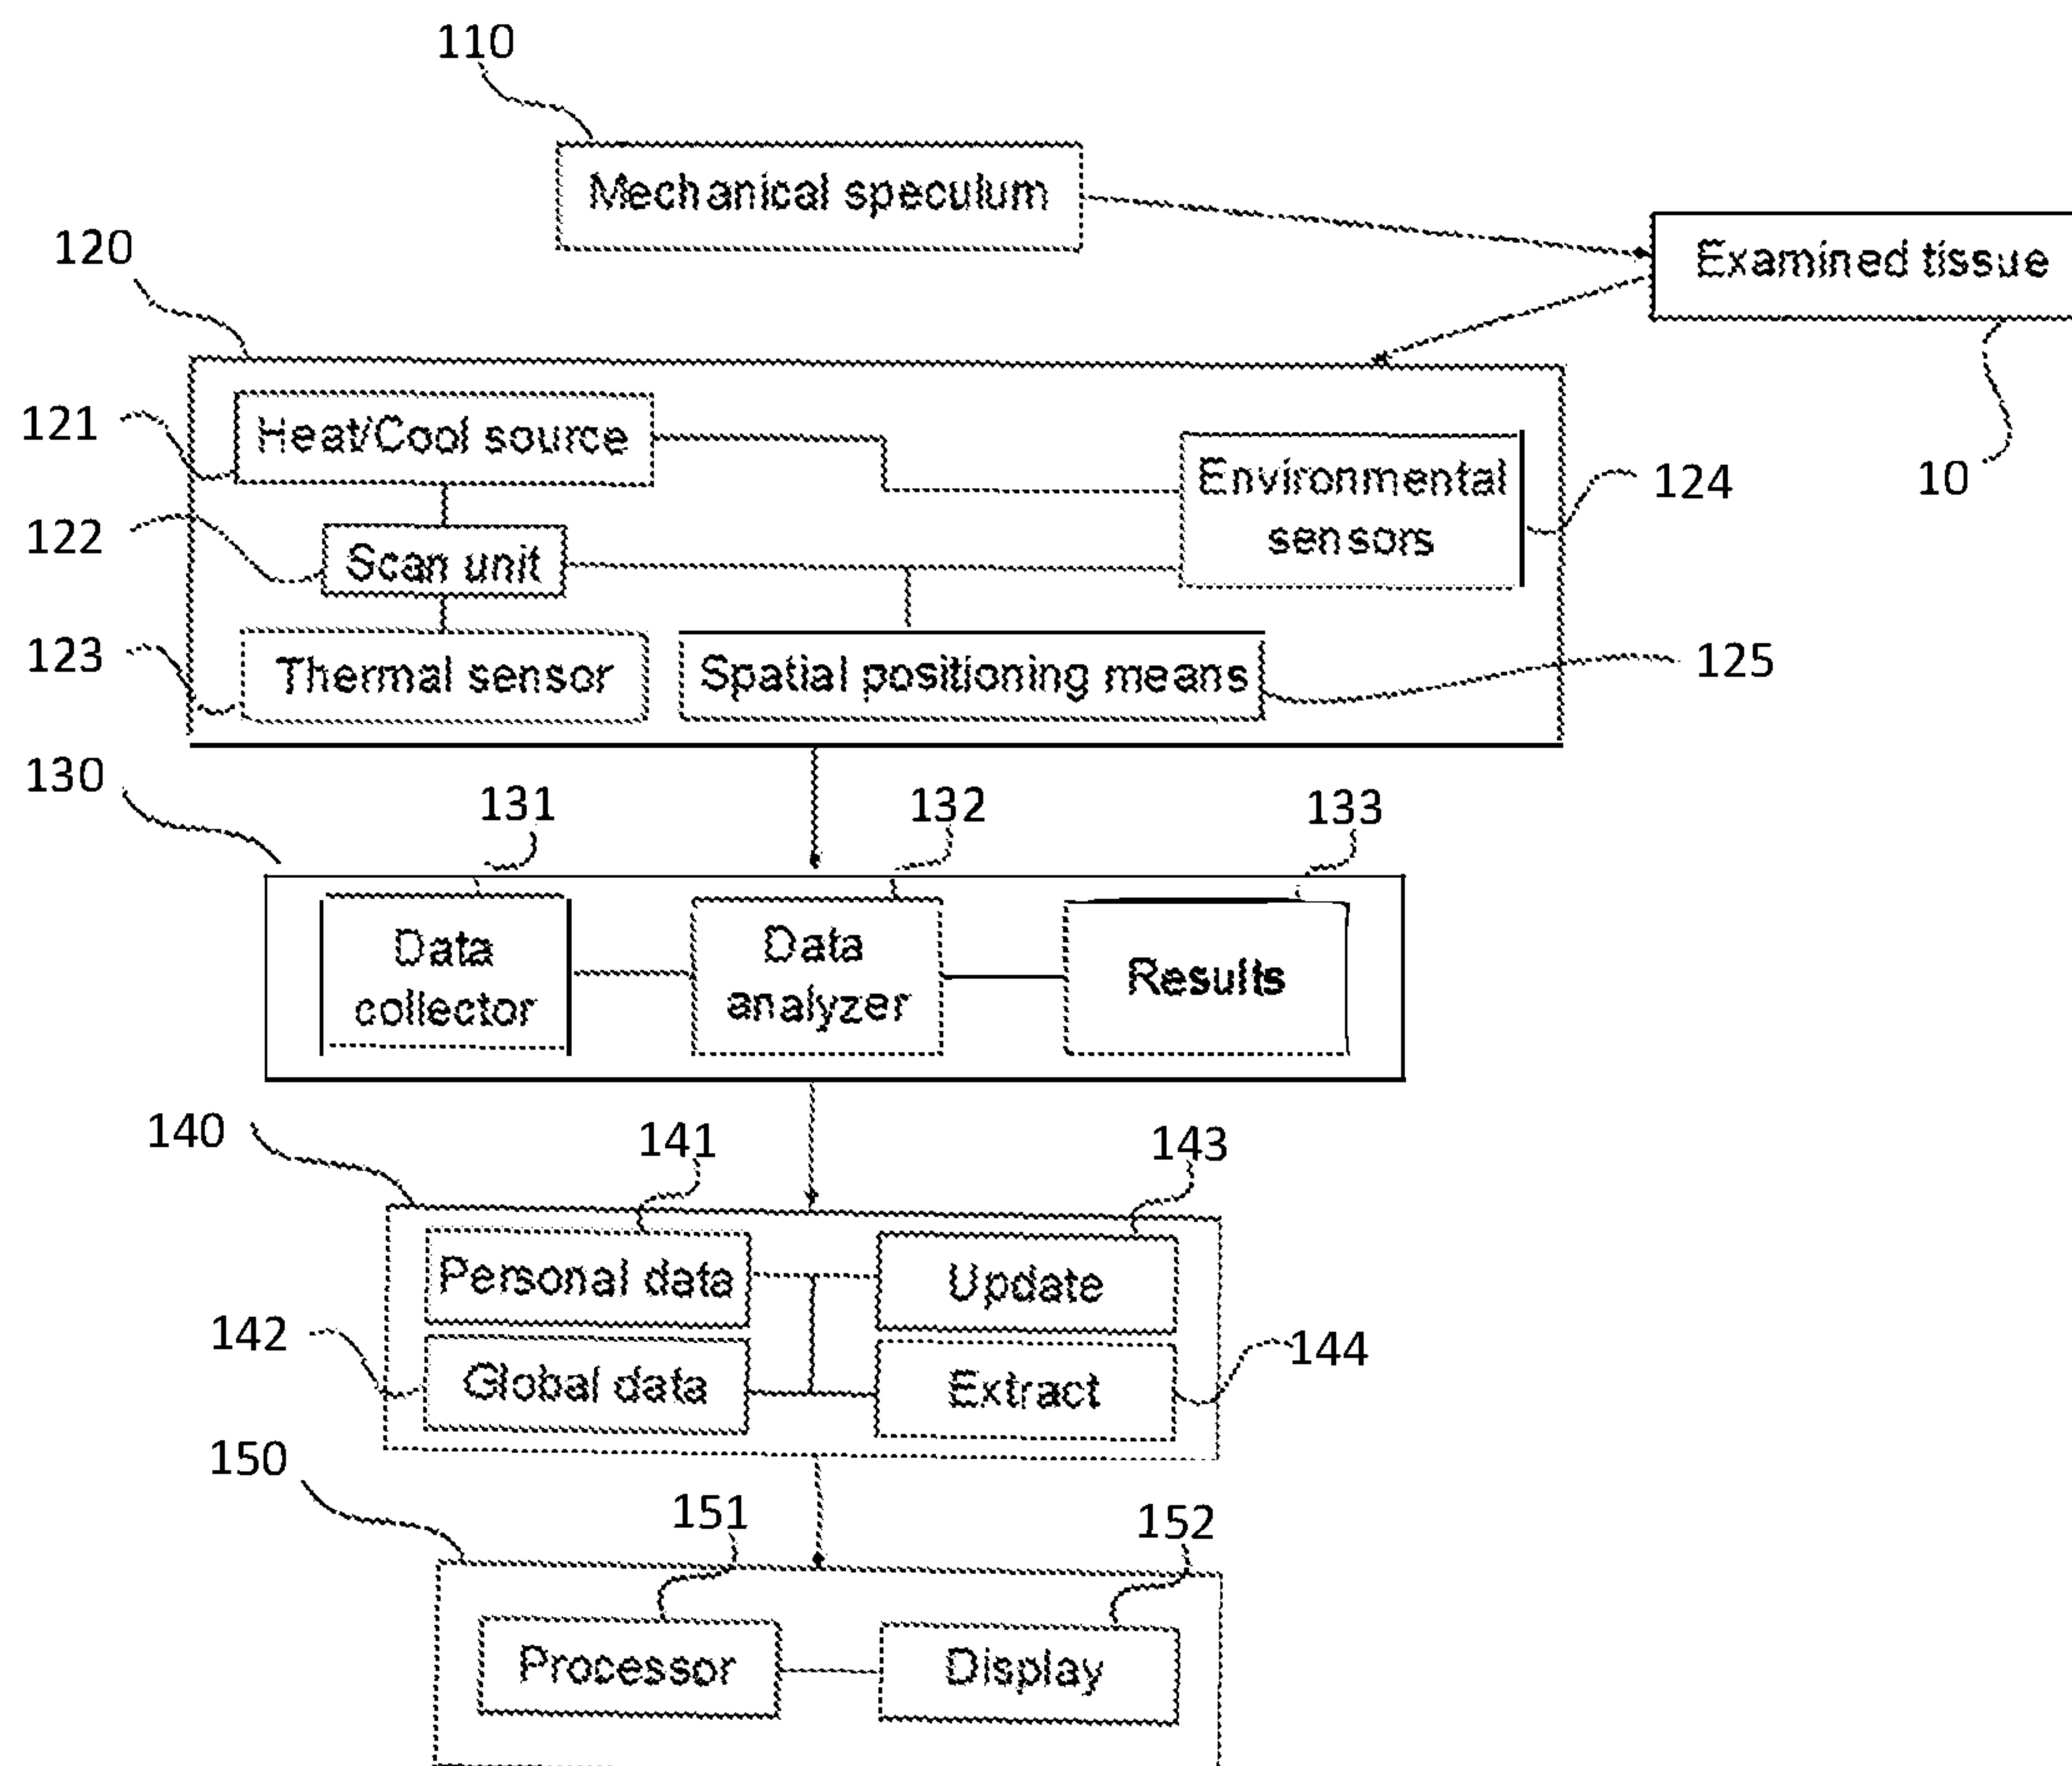 110
Mechanical speculum
120
Examined tissue
121
Heat/Cool source
Environmental
sensors
124
10
122
Scan unit
123
Thermal sensor
Spatial positioning means
125
130
131
132
133
Data
collector
Data
analyzer
Results
140
141
143
Personal data
Update
142
Global data
Extract
144
150
151
152
Processor
Display